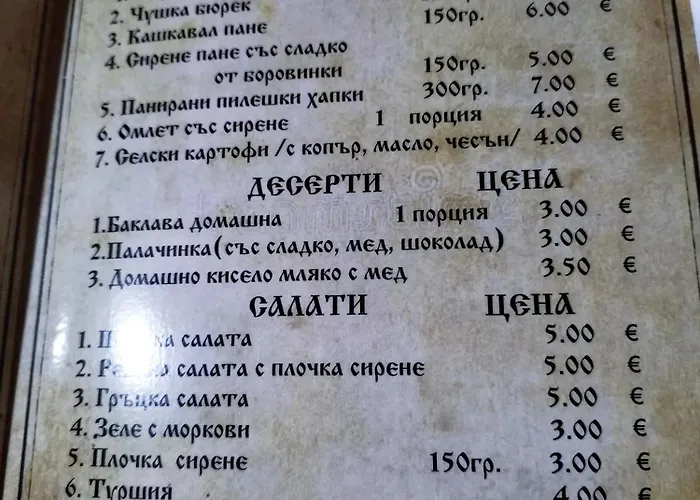 2. Чушка бюрек 6.00 €
3. Кашкавал пане 150гр.
4. Сирене пане със сладко
от боровинки 150гр. 5.00 €
5. Панирани пилешки хапки 300гр. 7.00 €
6. Омлет със сирене 1 порция 4.00 €
7. Селски картофи /с копър, масло, чесън/ 4.00 €
ДЕСЕРТИ ЦЕНА
1.Баклава домашна 1 порция 3.00 €
2.Палачинка(със сладко, мед, шоколад) 3.00 €
3. Домашно кисело мляко с мед 3.50 €
САЛАТИ ЦЕНА
1. салата 5.00 €
2. салата с плочка сирене 5.00 €
3. Гръцка салата 5.00 €
4. Зеле с моркови 3.00 €
5. Плочка сирене 150гр. 3.00 €
6. Туршия 4.00 €